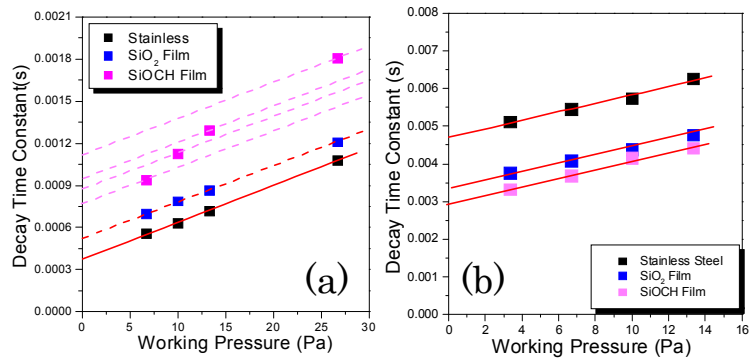 0.0021
0.0018
0.0015
0.0012
0.0009
0.0006
0.0003
0.0000
Decay Time Constant(s)
Stainless
SiO₂ Film
SiOCH Film
(a)
0 5 10 15 20 25 30
Working Pressure (Pa)
0.008
0.007
0.006
0.005
0.004
0.003
0.002
0.001
0.000
Decay Time Constant (s)
(b)
Stainless Steel
SiO₂ Film
SiOCH Film
0 2 4 6 8 10 12 14 16
Working Pressure (Pa)